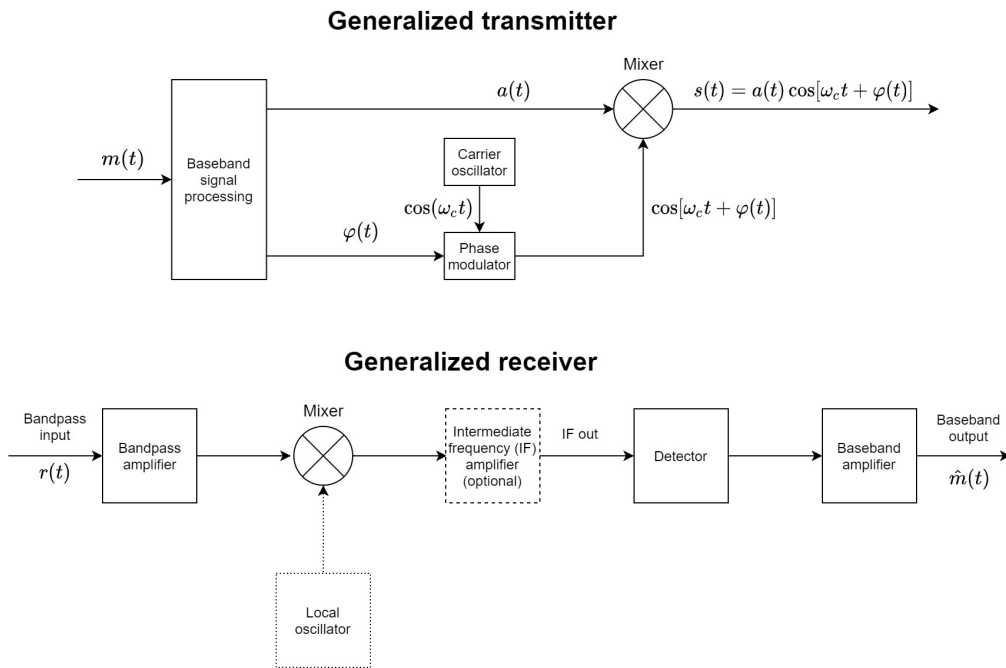 Generalized transmitter
Mixer
a(t)
s(t) = a(t) cos[ω_c t + φ(t)]
m(t)
Baseband
signal
processing
Carrier
oscillator
cos(ω_c t)
cos[ω_c t + φ(t)]
φ(t)
Phase
modulator
Generalized receiver
Bandpass
input
r(t)
Bandpass
amplifier
Mixer
Intermediate
frequency (IF)
amplifier
(optional)
IF out
Detector
Baseband
amplifier
Baseband
output
m̂(t)
Local
oscillator